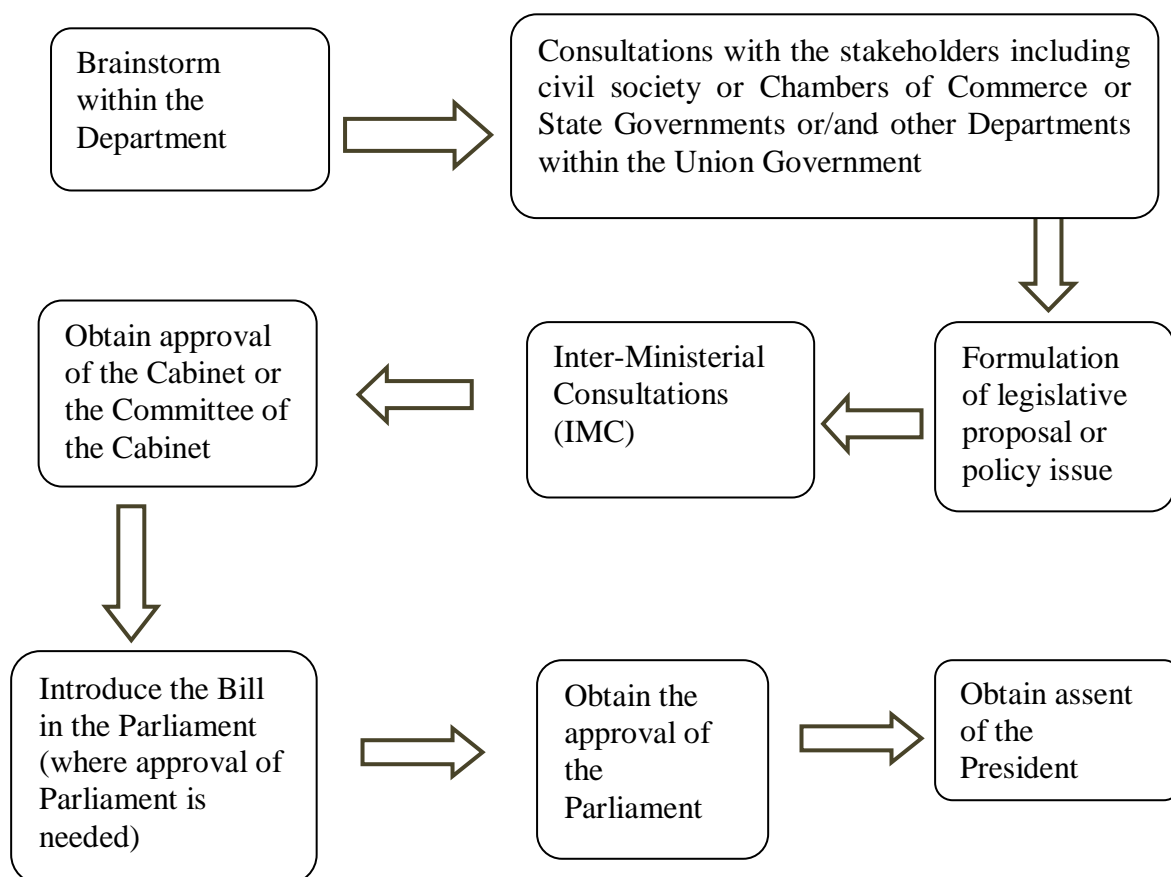 Brainstorm
within the
Department
Consultations with the stakeholders including
civil society or Chambers of Commerce or
State Governments or/and other Departments
within the Union Government
Formulation
of legislative
proposal or
policy issue
Inter-Ministerial
Consultations
(IMC)
Obtain approval
of the Cabinet or
the Committee of
the Cabinet
Introduce the Bill
in the Parliament
(where approval of
Parliament is
needed)
Obtain the
approval of
the
Parliament
Obtain assent
of the
President